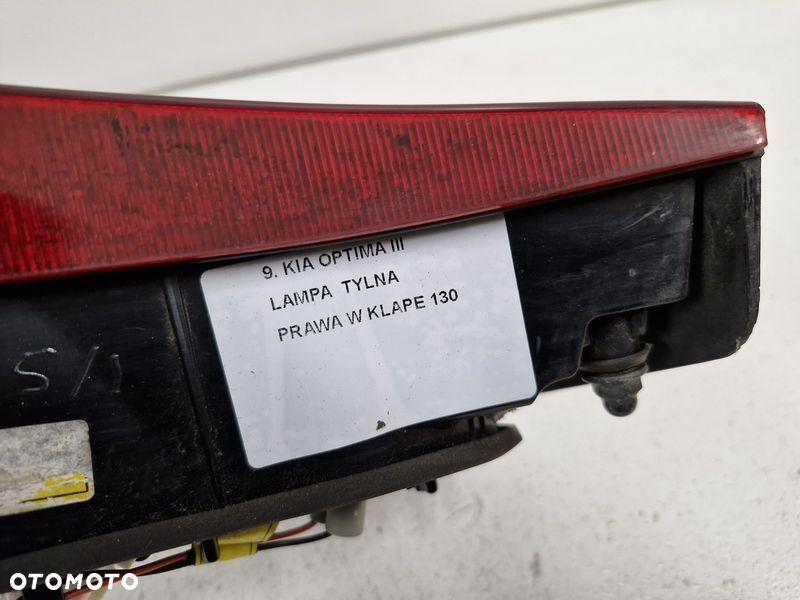 9. KIA OPTIMA III
LAMPA TYLNA
PRAWA W KLAPE 130
OTOMOTO